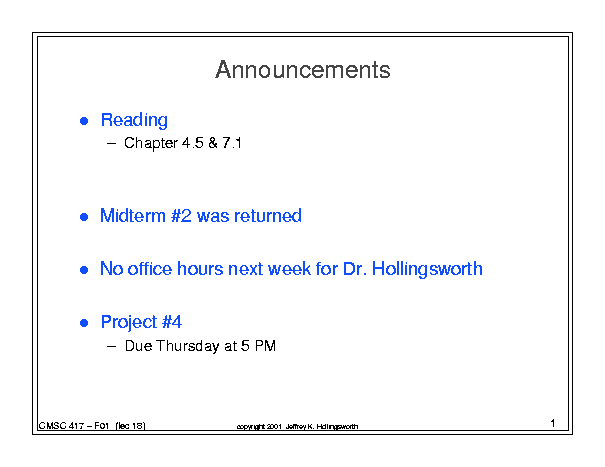 Announcements
● Reading
– Chapter 4.5 & 7.1
● Midterm #2 was returned
● No office hours next week for Dr. Hollingsworth
● Project #4
– Due Thursday at 5 PM
CMSC 417 – F01 (lec 18)
copyright 2001 Jeffrey K. Hollingsworth
1